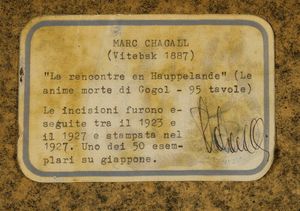 MARC CHAGALL
(Vitebsk 1887)
"La rencontre en Hauppelande" (Le
anime morte di Gogol - 95 tavole)
Le incisioni furono e-
seguite tra il 1923 e
il 1927 e stampata nel
1927. Uno dei 50 esem-
plari su giappone.